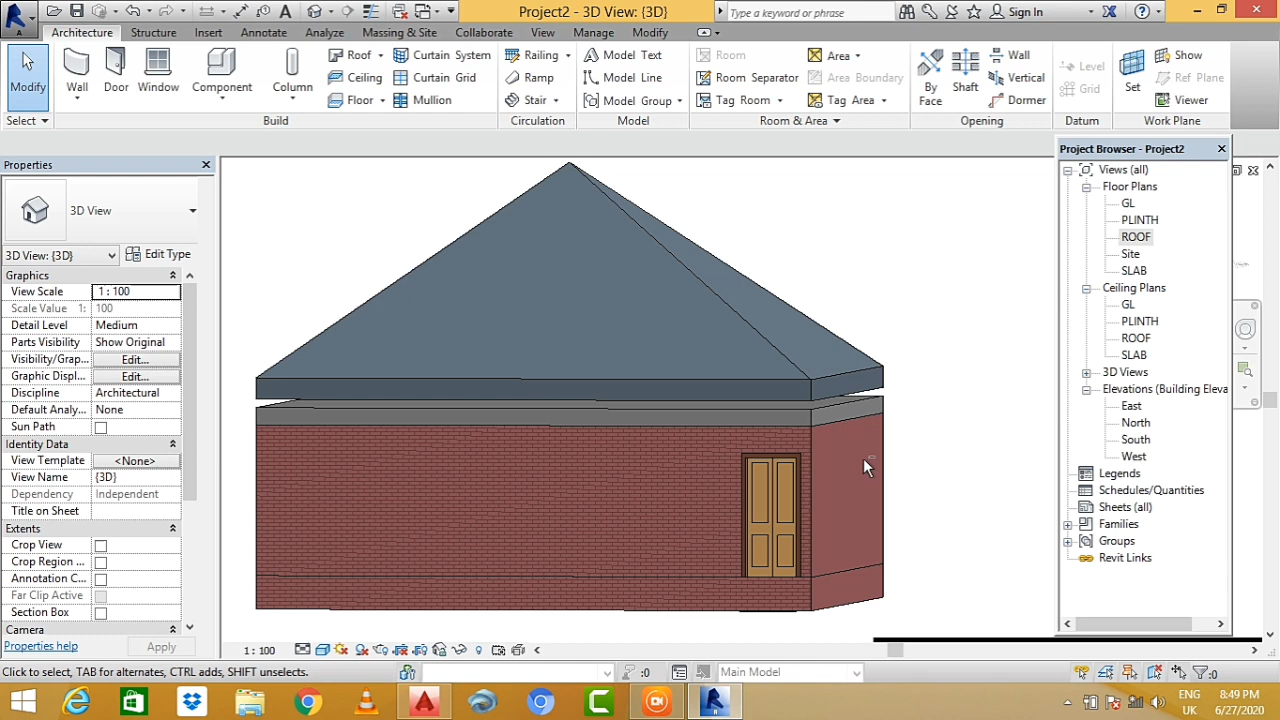 Project2 - 3D View: {3D}
Type a keyword or phrase
Sign In
Architecture Structure Insert Annotate Analyze Massing & Site Collaborate View Manage Modify
Modify
Wall
Door
Window
Component
Column
Roof
Ceiling
Floor
Curtain System
Curtain Grid
Mullion
Railing
Ramp
Stair
Model Text
Model Line
Model Group
Room
Room Separator
Tag Room
Area
Area Boundary
Tag Area
By Face
Shaft
Wall
Vertical
Dormer
Level
Grid
Set
Show
Ref Plane
Viewer
Select Build Circulation Model Room & Area Opening Datum Work Plane
Properties
3D View
3D View: {3D} Edit Type
Graphics
View Scale 1 : 100
Scale Value 1: 100
Detail Level Medium
Parts Visibility Show Original
Visibility/Grap... Edit...
Graphic Displ... Edit...
Discipline Architectural
Default Analy... None
Sun Path
Identity Data
View Template <None>
View Name {3D}
Dependency Independent
Title on Sheet
Extents
Crop View
Crop Region ...
Annotation C...
Far Clip Active
Section Box
Camera
Properties help Apply
Project Browser - Project2
Views (all)
Floor Plans
GL
PLINTH
ROOF
Site
SLAB
Ceiling Plans
GL
PLINTH
ROOF
SLAB
3D Views
Elevations (Building Eleva
East
North
South
West
Legends
Schedules/Quantities
Sheets (all)
Families
Groups
Revit Links
1 : 100
Click to select, TAB for alternates, CTRL adds, SHIFT unselects.
:0
Main Model
:0
ENG
UK
8:49 PM
6/27/2020